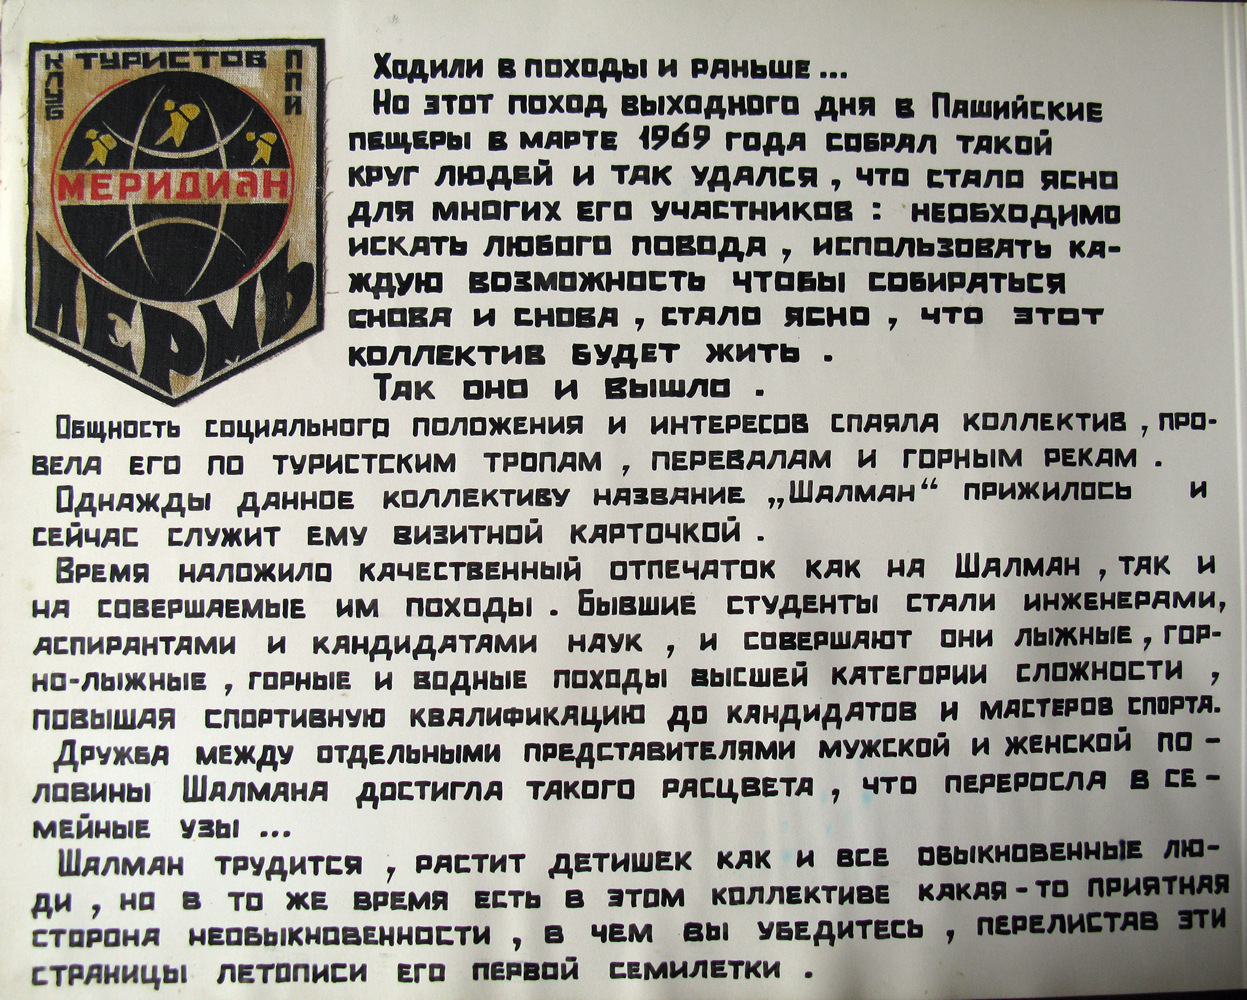 КЛУБ
ТУРИСТОВ
ППИ
МЕРИДИАН
ПЕРМЬ
Ходили в походы и раньше ...
Но этот поход выходного дня в Пашийские
пещеры в марте 1969 года собрал такой
круг людей и так удался , что стало ясно
для многих его участников : необходимо
искать любого повода , использовать ка-
ждую возможность чтобы собираться
снова и снова , стало ясно , что этот
коллектив будет жить .
Так оно и вышло .
Общность социального положения и интересов спаяла коллектив , про-
вела его по туристским тропам , перевалам и горным рекам .
Однажды данное коллективу название „Шалман“ прижилось и
сейчас служит ему визитной карточкой .
Время наложило качественный отпечаток как на Шалман , так и
на совершаемые им походы . Бывшие студенты стали инженерами,
аспирантами и кандидатами наук , и совершают они лыжные , гор-
но-лыжные , горные и водные походы высшей категории сложности ,
повышая спортивную квалификацию до кандидатов и мастеров спорта.
Дружба между отдельными представителями мужской и женской по -
ловины Шалмана достигла такого расцвета , что переросла в се -
мейные узы ...
Шалман трудится , растит детишек как и все обыкновенные лю-
ди , но в то же время есть в этом коллективе какая - то приятная
сторона необыкновенности , в чем вы убедитесь , перелистав эти
страницы летописи его первой семилетки .